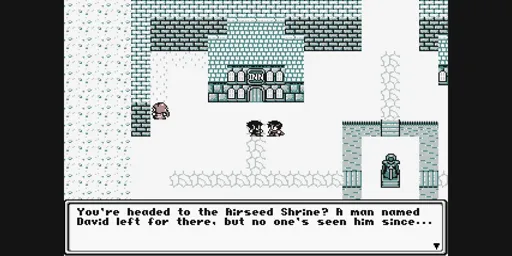 INN
You're headed to the Airseed Shrine? A man named
David left for there, but no one's seen him since...